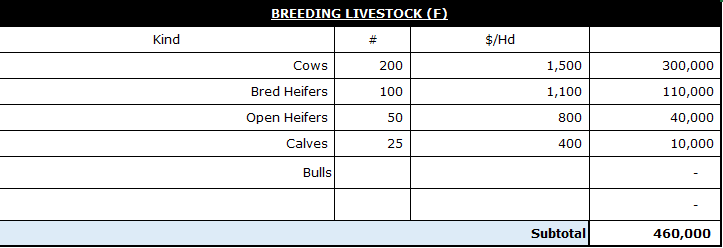 BREEDING LIVESTOCK (F)
Kind # $/Hd
Cows 200 1,500 300,000
Bred Heifers 100 1,100 110,000
Open Heifers 50 800 40,000
Calves 25 400 10,000
Bulls -
-
Subtotal 460,000